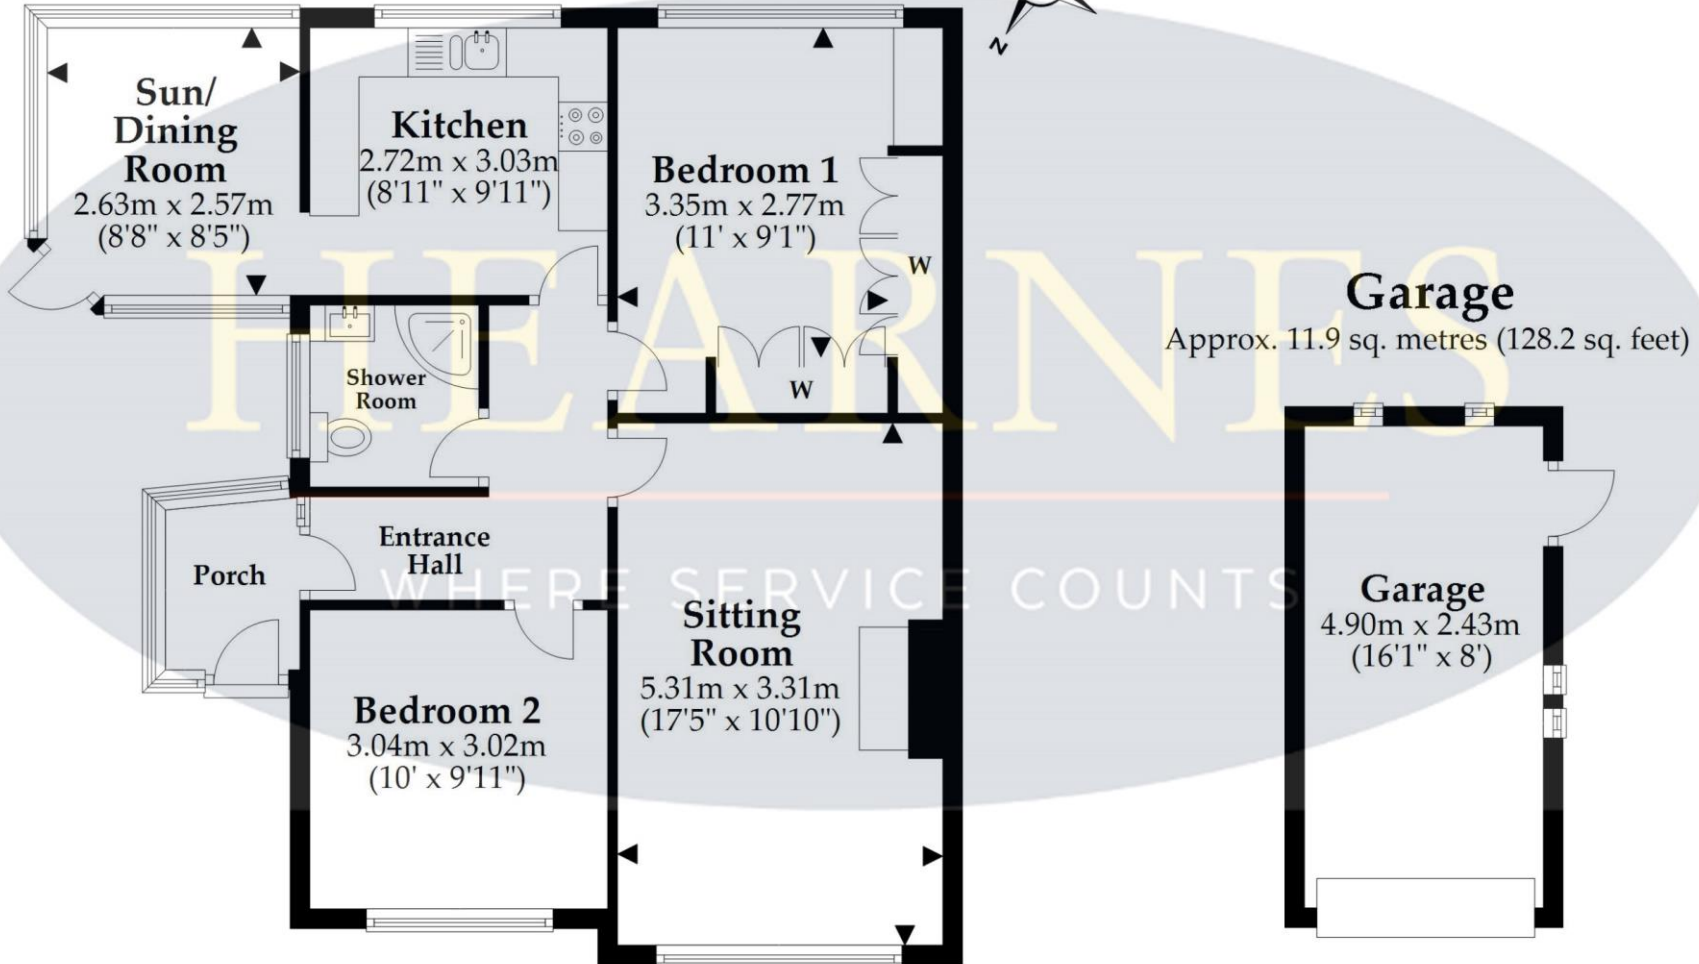 N
Sun/
Dining
Room
2.63m x 2.57m
(8'8" x 8'5")
Kitchen
2.72m x 3.03m
(8'11" x 9'11")
Bedroom 1
3.35m x 2.77m
(11' x 9'1")
W
W
Shower
Room
Porch
Entrance
Hall
Sitting
Room
5.31m x 3.31m
(17'5" x 10'10")
Bedroom 2
3.04m x 3.02m
(10' x 9'11")
Garage
Approx. 11.9 sq. metres (128.2 sq. feet)
Garage
4.90m x 2.43m
(16'1" x 8')
HEARNES
WHERE SERVICE COUNTS